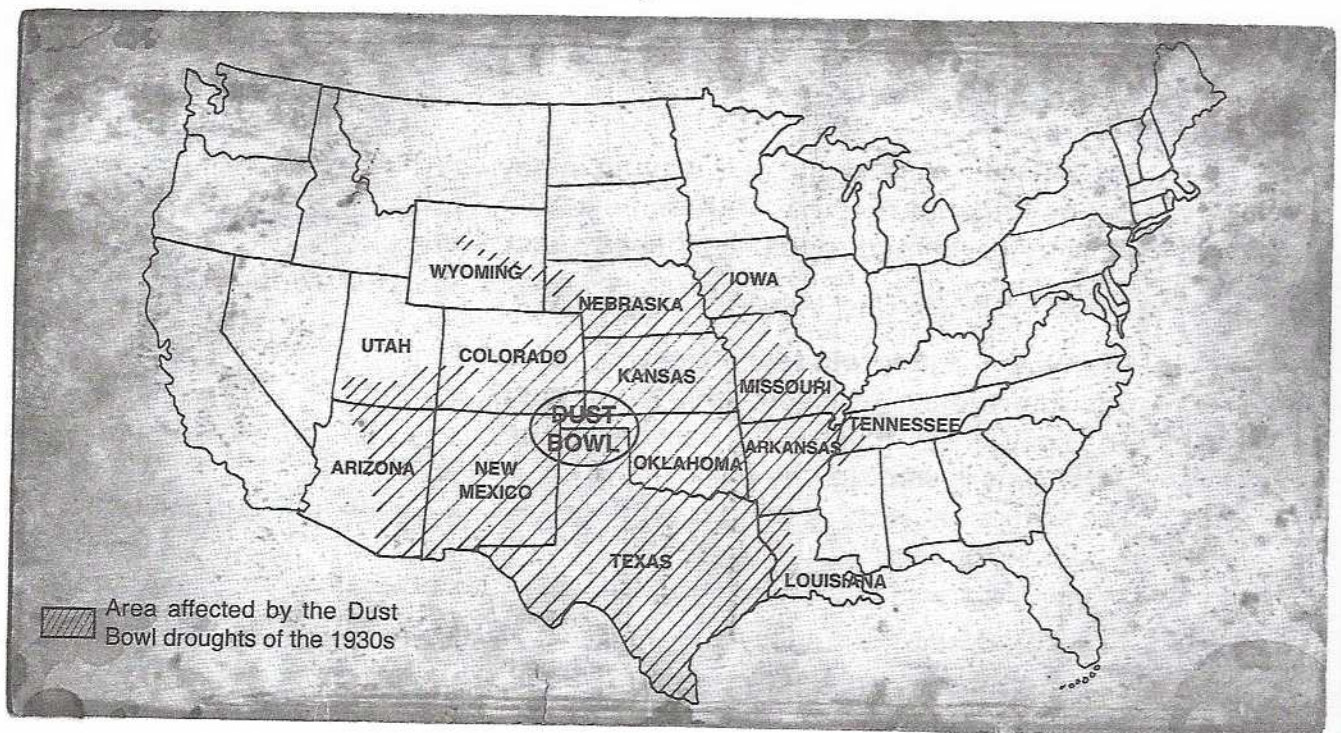 WYOMING
IOWA
NEBRASKA
UTAH
COLORADO
KANSAS
MISSOURI
DUST
BOWL
TENNESSEE
ARKANSAS
ARIZONA
NEW
MEXICO
OKLAHOMA
TEXAS
LOUISIANA
Area affected by the Dust
Bowl droughts of the 1930s